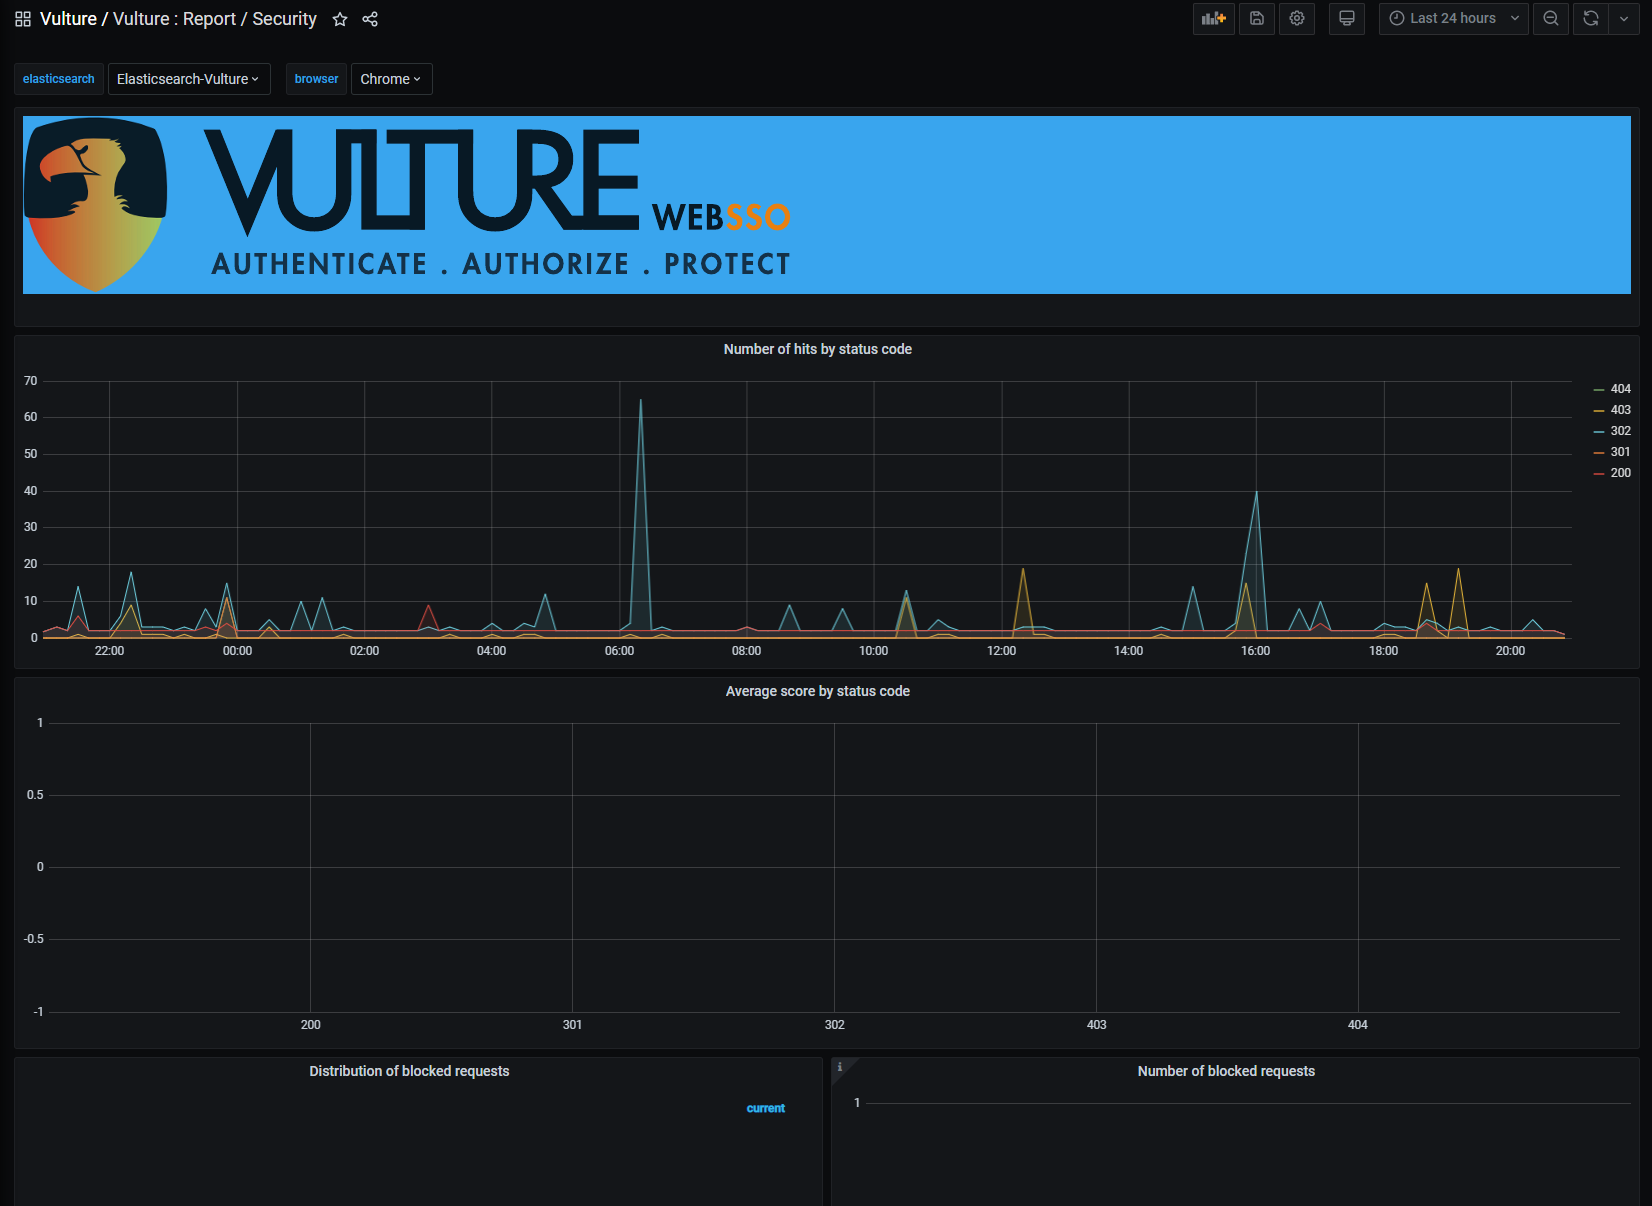 Vulture / Vulture : Report / Security
Last 24 hours
elasticsearch Elasticsearch-Vulture browser Chrome
VULTURE WEBSSO
AUTHENTICATE . AUTHORIZE . PROTECT
Number of hits by status code
70
60
50
40
30
20
10
0
22:00 00:00 02:00 04:00 06:00 08:00 10:00 12:00 14:00 16:00 18:00 20:00
404
403
302
301
200
Average score by status code
1
0.5
0
-0.5
-1
200 301 302 403 404
Distribution of blocked requests
current
i
Number of blocked requests
1